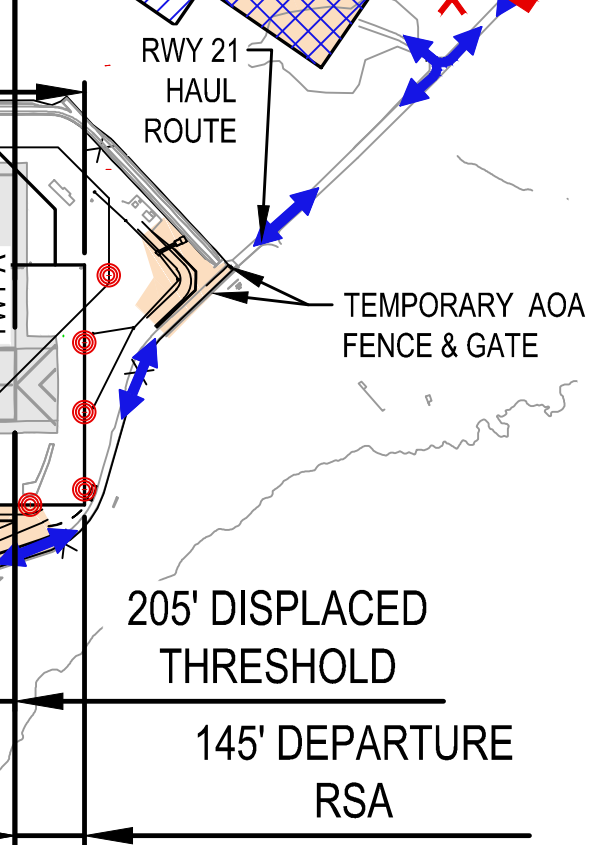 RWY 21
HAUL
ROUTE
TEMPORARY AOA
FENCE & GATE
205' DISPLACED
THRESHOLD
145' DEPARTURE
RSA